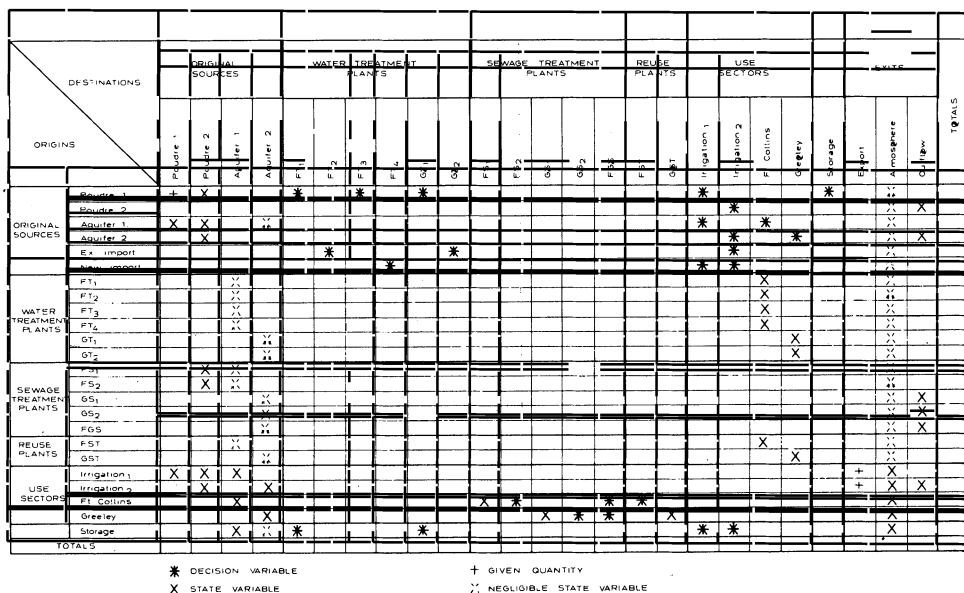 DESTINATIONS
ORIGINS
ORIGINAL SOURCES
WATER TREATMENT PLANTS
SEWAGE TREATMENT PLANTS
REUSE PLANTS
USE SECTORS
EXITS
TOTALS
Poudre 1
Poudre 2
Aquifer 1
Aquifer 2
FT1
FT2
FT3
FT4
GT1
GT2
FS1
FS2
GS1
GS2
FGS
FST
GST
Irrigation 1
Irrigation 2
Ft Collins
Greeley
Storage
Export
Atmosphere
Outflow
ORIGINAL SOURCES
Poudre 1 + X ✱ ✱ ✱ ✱ ✱ X
Poudre 2 ✱ X X
Aquifer 1 X X X ✱ ✱ X
Aquifer 2 X ✱ ✱ X X
Ex. import ✱ ✱ ✱ X
New import ✱ ✱ ✱ X
WATER TREATMENT PLANTS
FT1 X X X
FT2 X X X
FT3 X X X
FT4 X X X
GT1 X X X
GT2 X X X
SEWAGE TREATMENT PLANTS
FS1 X X X
FS2 X X X
GS1 X X X
GS2 X X X
FGS X X X
REUSE PLANTS
FST X X X
GST X X X
USE SECTORS
Irrigation 1 X X X + X
Irrigation 2 X X + X X
Ft Collins X X ✱ ✱ ✱ X
Greeley X X ✱ ✱ X X
Storage X X ✱ ✱ ✱ ✱ X
TOTALS
✱ DECISION VARIABLE
+ GIVEN QUANTITY
X STATE VARIABLE
X NEGLIGIBLE STATE VARIABLE